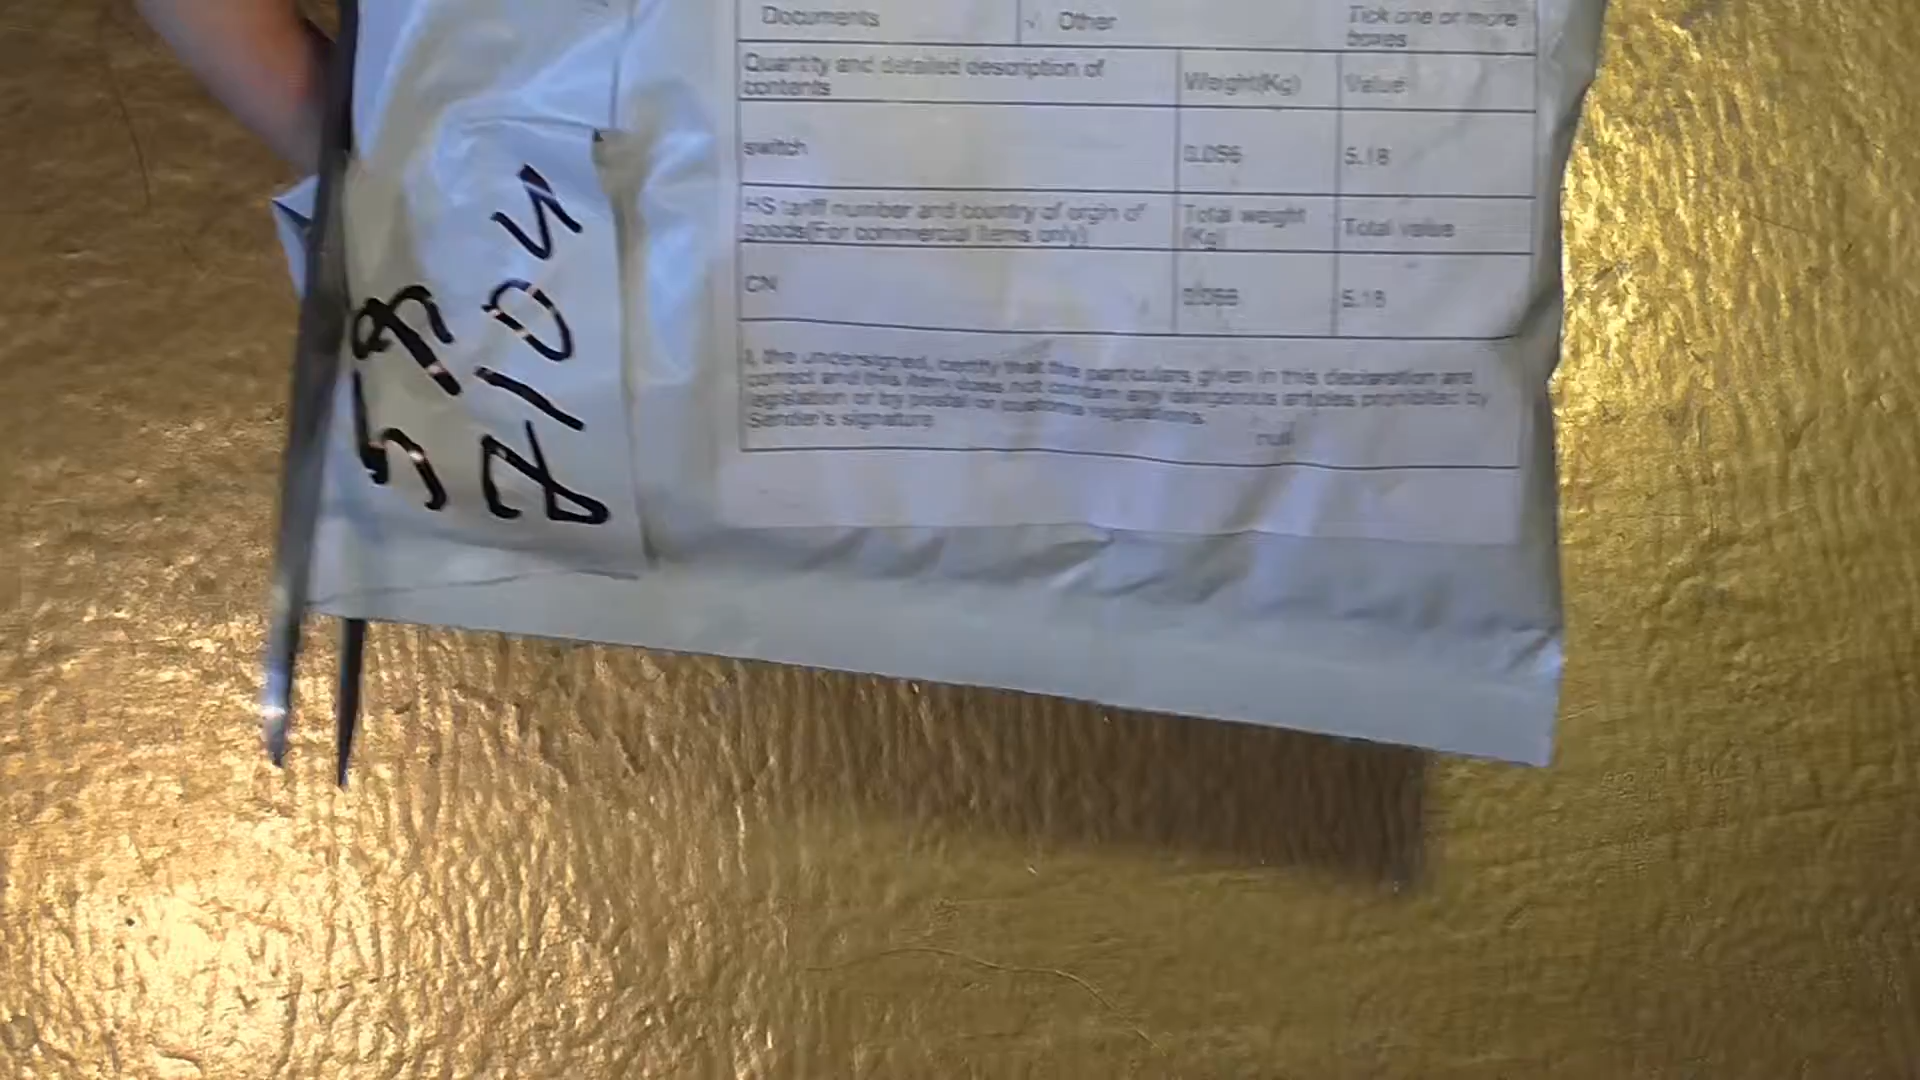 Documents
√ Other
Tick one or more
boxes
Quantity and detailed description of
contents
Weight(Kg)
Value
switch
0.056
5.18
HS tariff number and country of orgin of
goods(For commercial items only)
Total weight
(Kg)
Total value
CN
0.056
5.18
I, the undersigned, certify that the particulars given in this declaration are
correct and this item does not contain any dangerous articles prohibited by
legislation or by postal or customs regulations.
Sender's signature
null